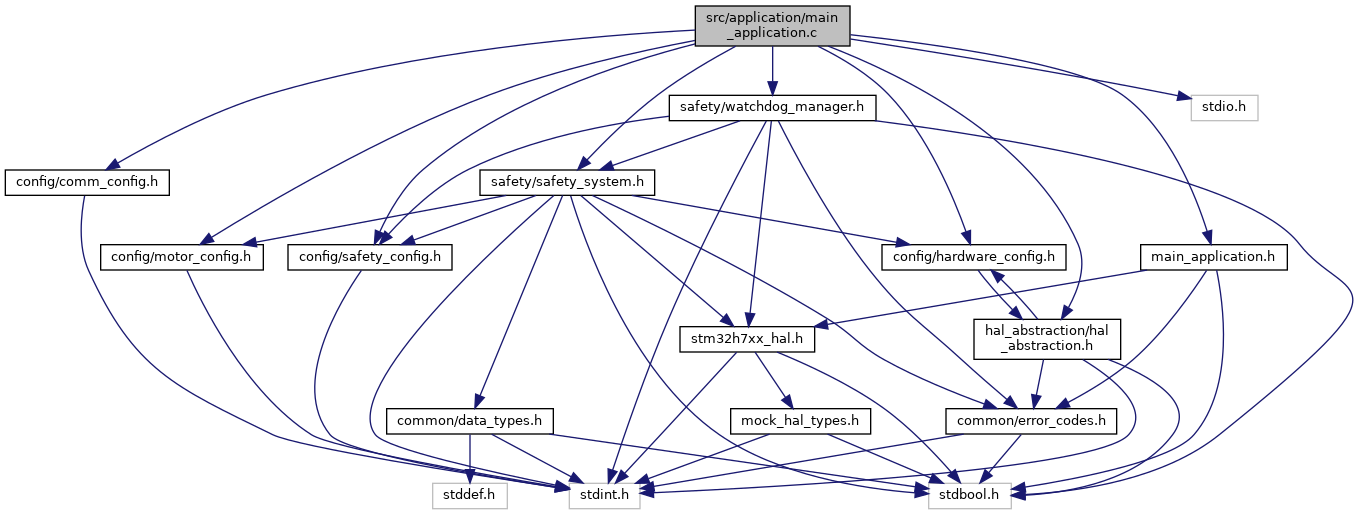 src/application/main
_application.c
safety/watchdog_manager.h
stdio.h
config/comm_config.h
safety/safety_system.h
config/motor_config.h
config/safety_config.h
config/hardware_config.h
main_application.h
stm32h7xx_hal.h
hal_abstraction/hal
_abstraction.h
common/data_types.h
mock_hal_types.h
common/error_codes.h
stddef.h
stdint.h
stdbool.h